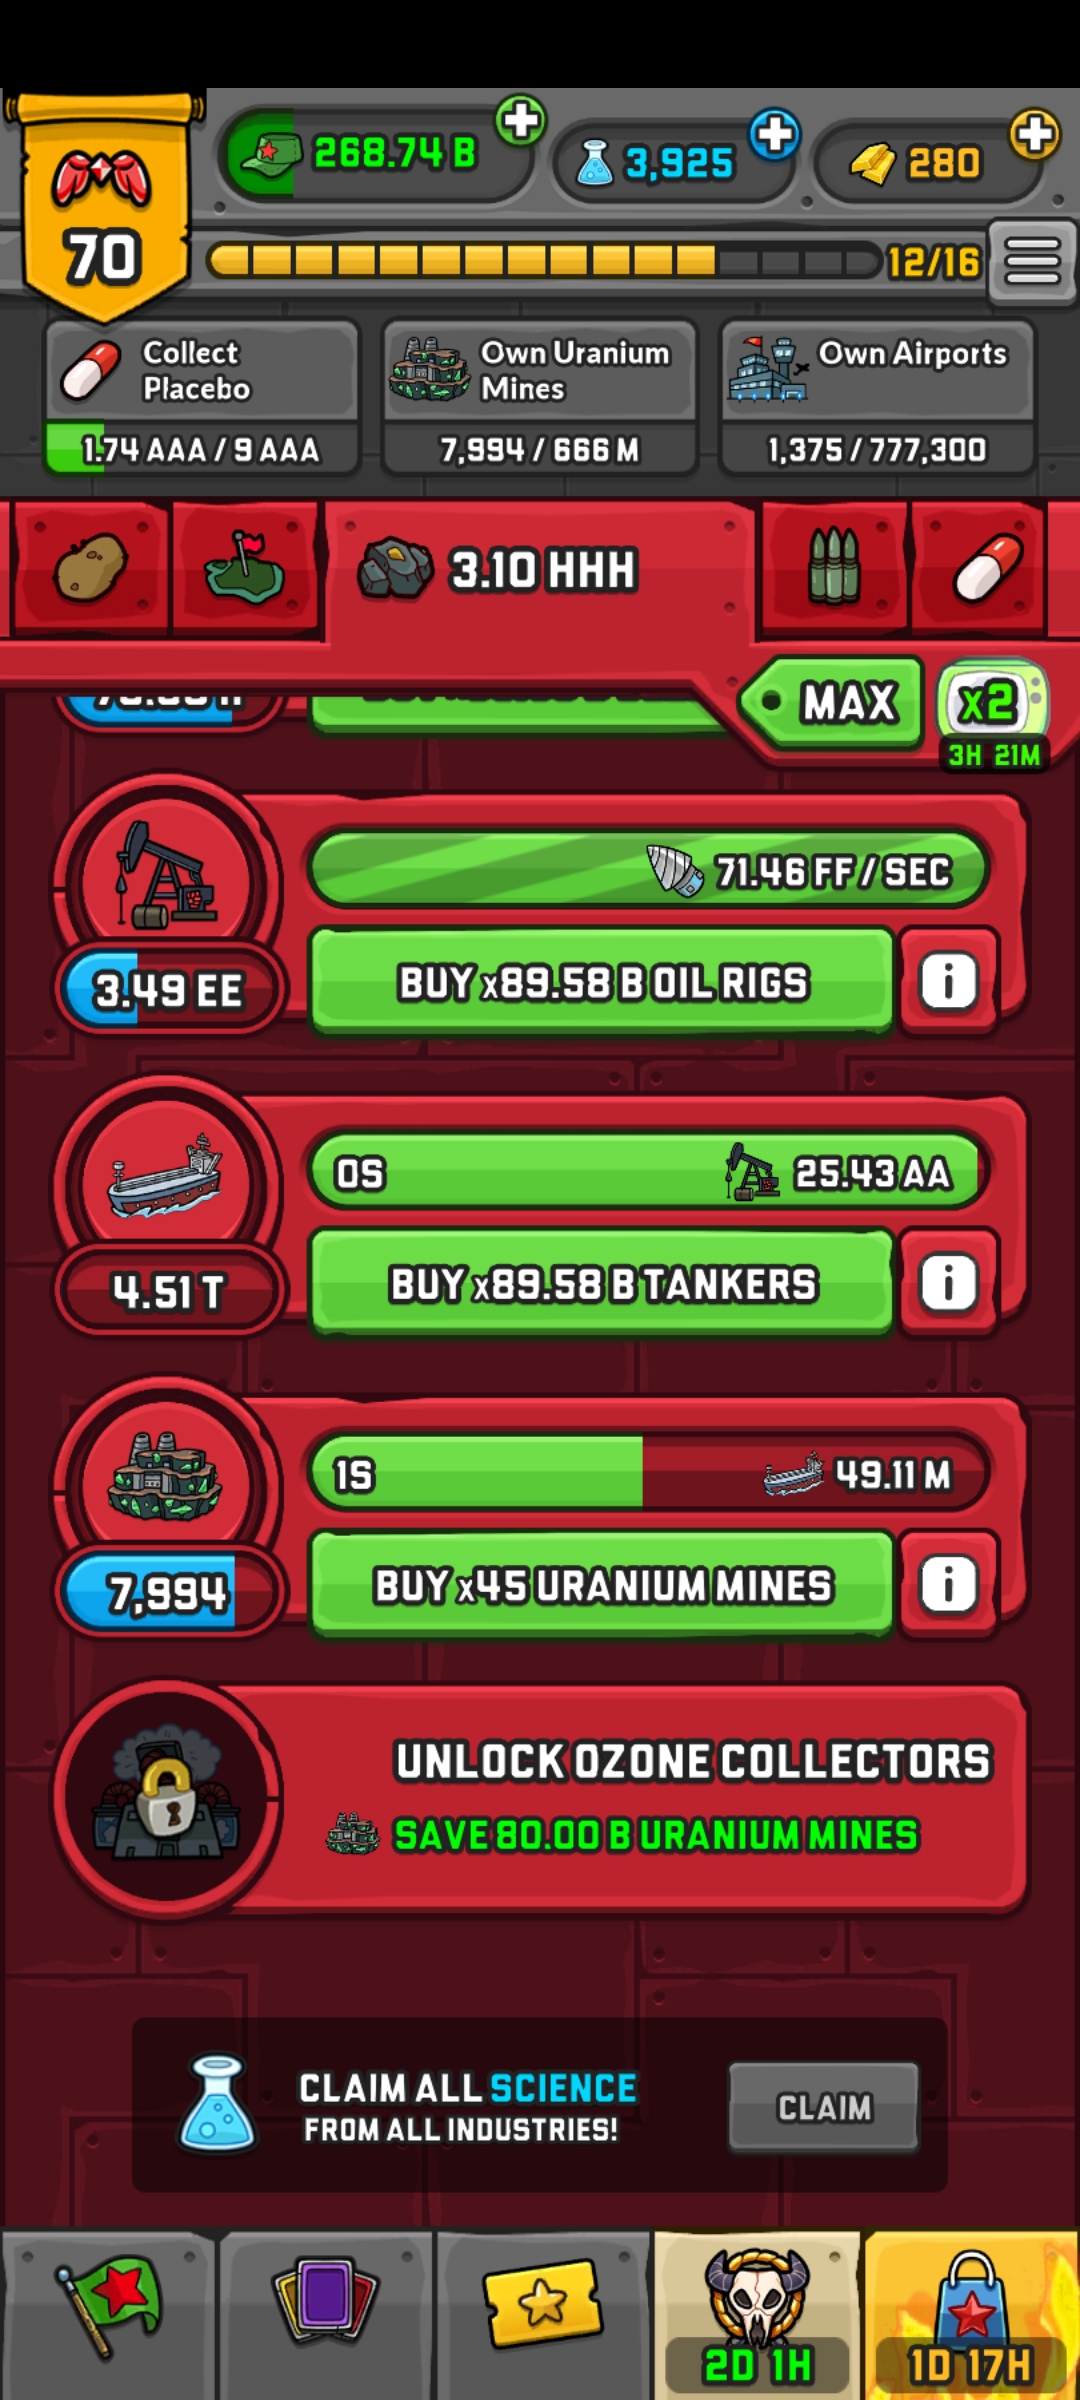 70
268.74 B
3,925
280
12/16
Collect
Placebo
1.74 AAA / 9 AAA
Own Uranium
Mines
7,994 / 666 M
Own Airports
1,375 / 777,300
3.10 HHH
MAX
x2
3H 21M
71.46 FF / SEC
3.49 EE
BUY x89.58 B OIL RIGS
i
0S
25.43 AA
4.51 T
BUY x89.58 B TANKERS
i
1S
49.11 M
7,994
BUY x45 URANIUM MINES
i
UNLOCK OZONE COLLECTORS
SAVE 80.00 B URANIUM MINES
CLAIM ALL SCIENCE
FROM ALL INDUSTRIES!
CLAIM
2D 1H
1D 17H